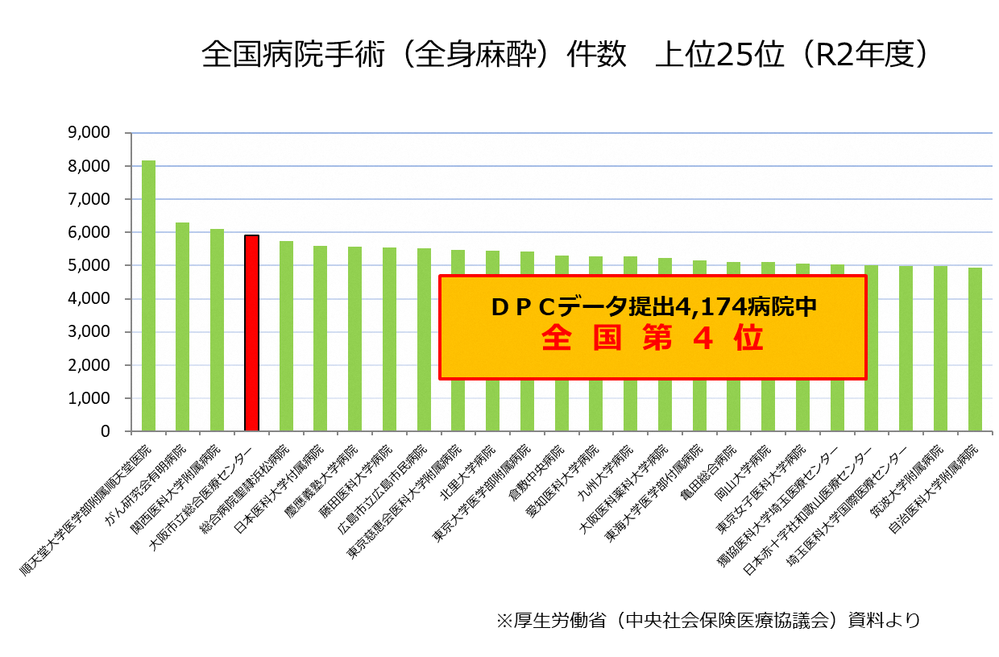 全国病院手術（全身麻酔）件数　上位25位（R2年度）
9,000
8,000
7,000
6,000
5,000
4,000
3,000
2,000
1,000
0
ＤＰＣデータ提出4,174病院中
全 国 第 4 位
順天堂大学医学部附属順天堂医院
がん研究会有明病院
関西医科大学附属病院
大阪市立総合医療センター
総合病院聖隷浜松病院
日本医科大学付属病院
慶應義塾大学病院
藤田医科大学病院
広島市立広島市民病院
東京慈恵会医科大学附属病院
北里大学病院
東京大学医学部附属病院
倉敷中央病院
愛知医科大学病院
九州大学病院
大阪医科薬科大学病院
東海大学医学部付属病院
亀田総合病院
岡山大学病院
東京女子医科大学病院
獨協医科大学埼玉医療センター
日本赤十字社和歌山医療センター
埼玉医科大学国際医療センター
筑波大学附属病院
自治医科大学附属病院
※厚生労働省（中央社会保険医療協議会）資料より